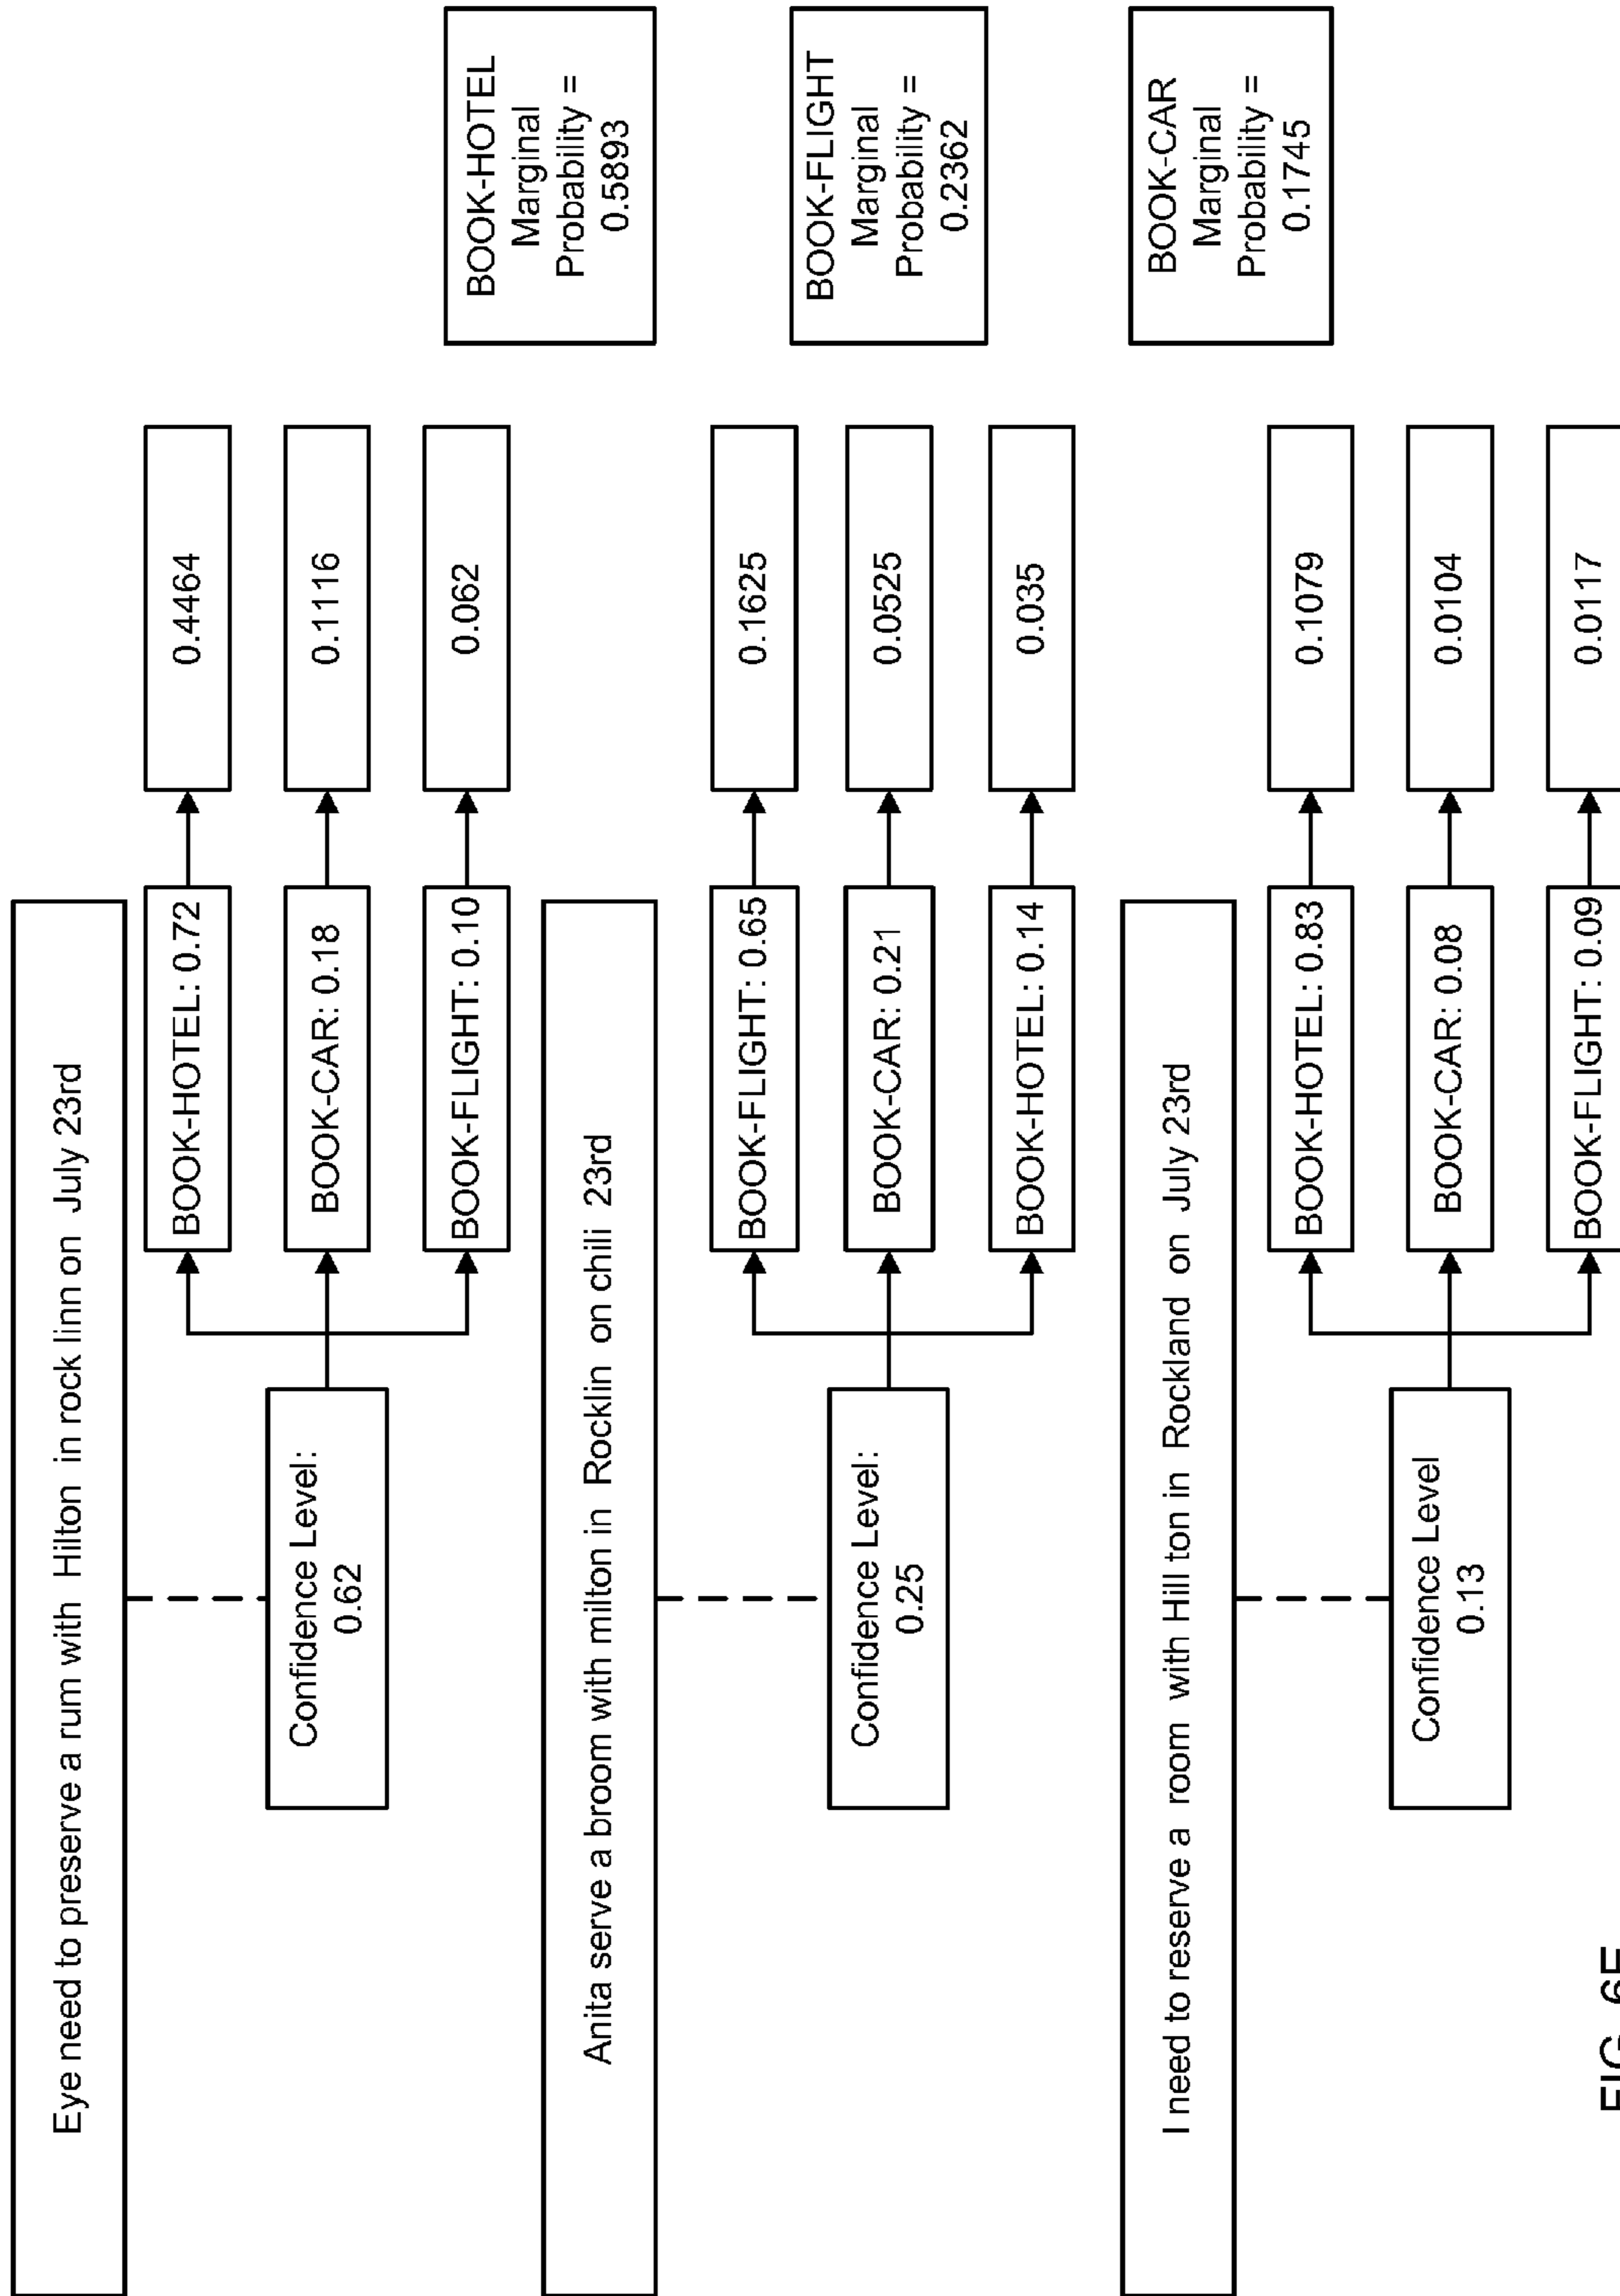 Eye need to preserve a rum with Hilton in rock linn on July 23rd
Confidence Level:
0.62
BOOK-HOTEL: 0.72
0.4464
BOOK-CAR: 0.18
0.1116
BOOK-FLIGHT: 0.10
0.062
Anita serve a broom with milton in Rocklin on chili 23rd
Confidence Level:
0.25
BOOK-FLIGHT: 0.65
0.1625
BOOK-CAR: 0.21
0.0525
BOOK-HOTEL: 0.14
0.035
I need to reserve a room with Hill ton in Rockland on July 23rd
Confidence Level
0.13
BOOK-HOTEL: 0.83
0.1079
BOOK-CAR: 0.08
0.0104
BOOK-FLIGHT: 0.09
0.0117
BOOK-HOTEL
Marginal
Probability =
0.5893
BOOK-FLIGHT
Marginal
Probability =
0.2362
BOOK-CAR
Marginal
Probability =
0.1745
FIG.